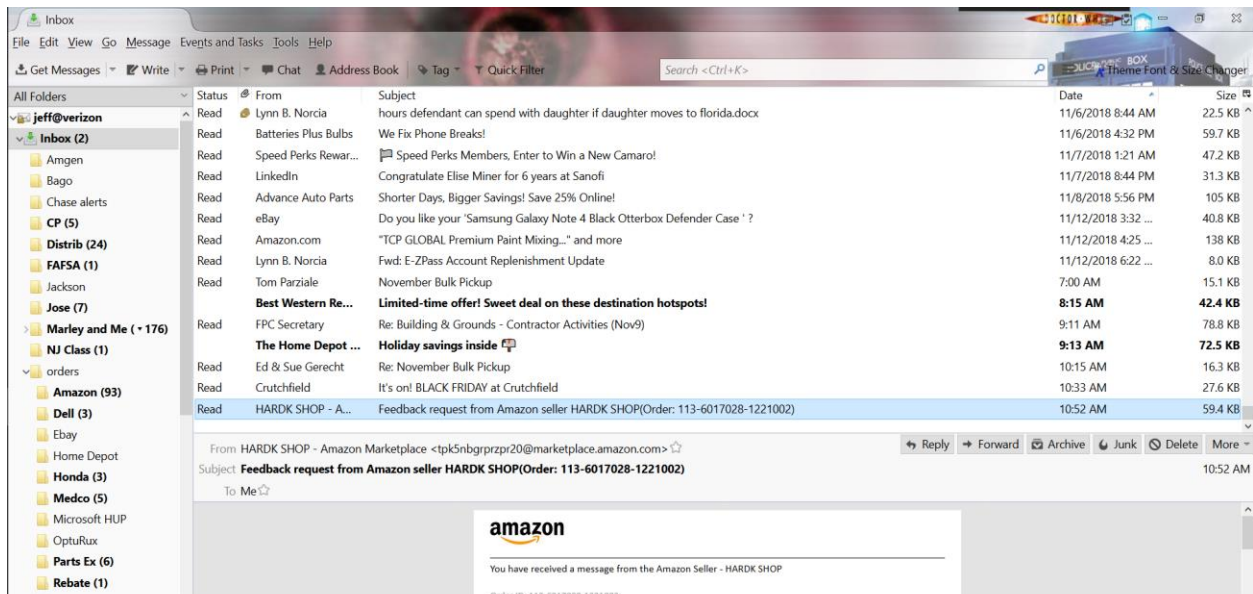 Inbox
DOCTOR WHO
File Edit View Go Message Events and Tasks Tools Help
Get Messages Write Print Chat Address Book Tag Quick Filter Search <Ctrl+K> BOX Theme Font & Size Changer
All Folders Status From Subject Date Size
jeff@verizon Read Lynn B. Norcia hours defendant can spend with daughter if daughter moves to florida.docx 11/6/2018 8:44 AM 22.5 KB
Inbox (2) Read Batteries Plus Bulbs We Fix Phone Breaks! 11/6/2018 4:32 PM 59.7 KB
Amgen Read Speed Perks Rewar... Speed Perks Members, Enter to Win a New Camaro! 11/7/2018 1:21 AM 47.2 KB
Bago Read LinkedIn Congratulate Elise Miner for 6 years at Sanofi 11/7/2018 8:44 PM 31.3 KB
Chase alerts Read Advance Auto Parts Shorter Days, Bigger Savings! Save 25% Online! 11/8/2018 5:56 PM 105 KB
CP (5) Read eBay Do you like your 'Samsung Galaxy Note 4 Black Otterbox Defender Case ' ? 11/12/2018 3:32 ... 40.8 KB
Distrib (24) Read Amazon.com "TCP GLOBAL Premium Paint Mixing..." and more 11/12/2018 4:25 ... 138 KB
FAFSA (1) Read Lynn B. Norcia Fwd: E-ZPass Account Replenishment Update 11/12/2018 6:22 ... 8.0 KB
Jackson Read Tom Parziale November Bulk Pickup 7:00 AM 15.1 KB
Jose (7) Best Western Re... Limited-time offer! Sweet deal on these destination hotspots! 8:15 AM 42.4 KB
Marley and Me (176) Read FPC Secretary Re: Building & Grounds - Contractor Activities (Nov9) 9:11 AM 78.8 KB
NJ Class (1) The Home Depot ... Holiday savings inside 9:13 AM 72.5 KB
orders Read Ed & Sue Gerecht Re: November Bulk Pickup 10:15 AM 16.3 KB
Amazon (93) Read Crutchfield It's on! BLACK FRIDAY at Crutchfield 10:33 AM 27.6 KB
Dell (3) Read HARDK SHOP - A... Feedback request from Amazon seller HARDK SHOP(Order: 113-6017028-1221002) 10:52 AM 59.4 KB
Ebay
Home Depot From HARDK SHOP - Amazon Marketplace <tpk5nbgrprzpr20@marketplace.amazon.com> Reply Forward Archive Junk Delete More
Honda (3) Subject Feedback request from Amazon seller HARDK SHOP(Order: 113-6017028-1221002) 10:52 AM
Medco (5) To Me
Microsoft HUP
OptuRux amazon
Parts Ex (6) You have received a message from the Amazon Seller - HARDK SHOP
Rebate (1)